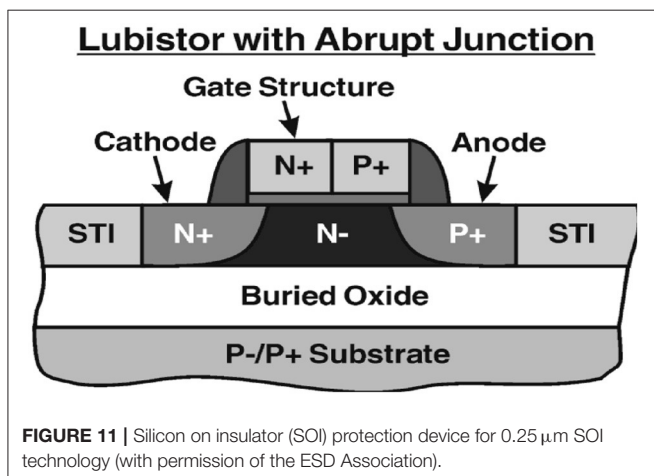 Lubistor with Abrupt Junction
Gate Structure
Cathode
Anode
N+ P+
STI N+ N- P+ STI
Buried Oxide
P-/P+ Substrate
FIGURE 11 | Silicon on insulator (SOI) protection device for 0.25 μm SOI
technology (with permission of the ESD Association).